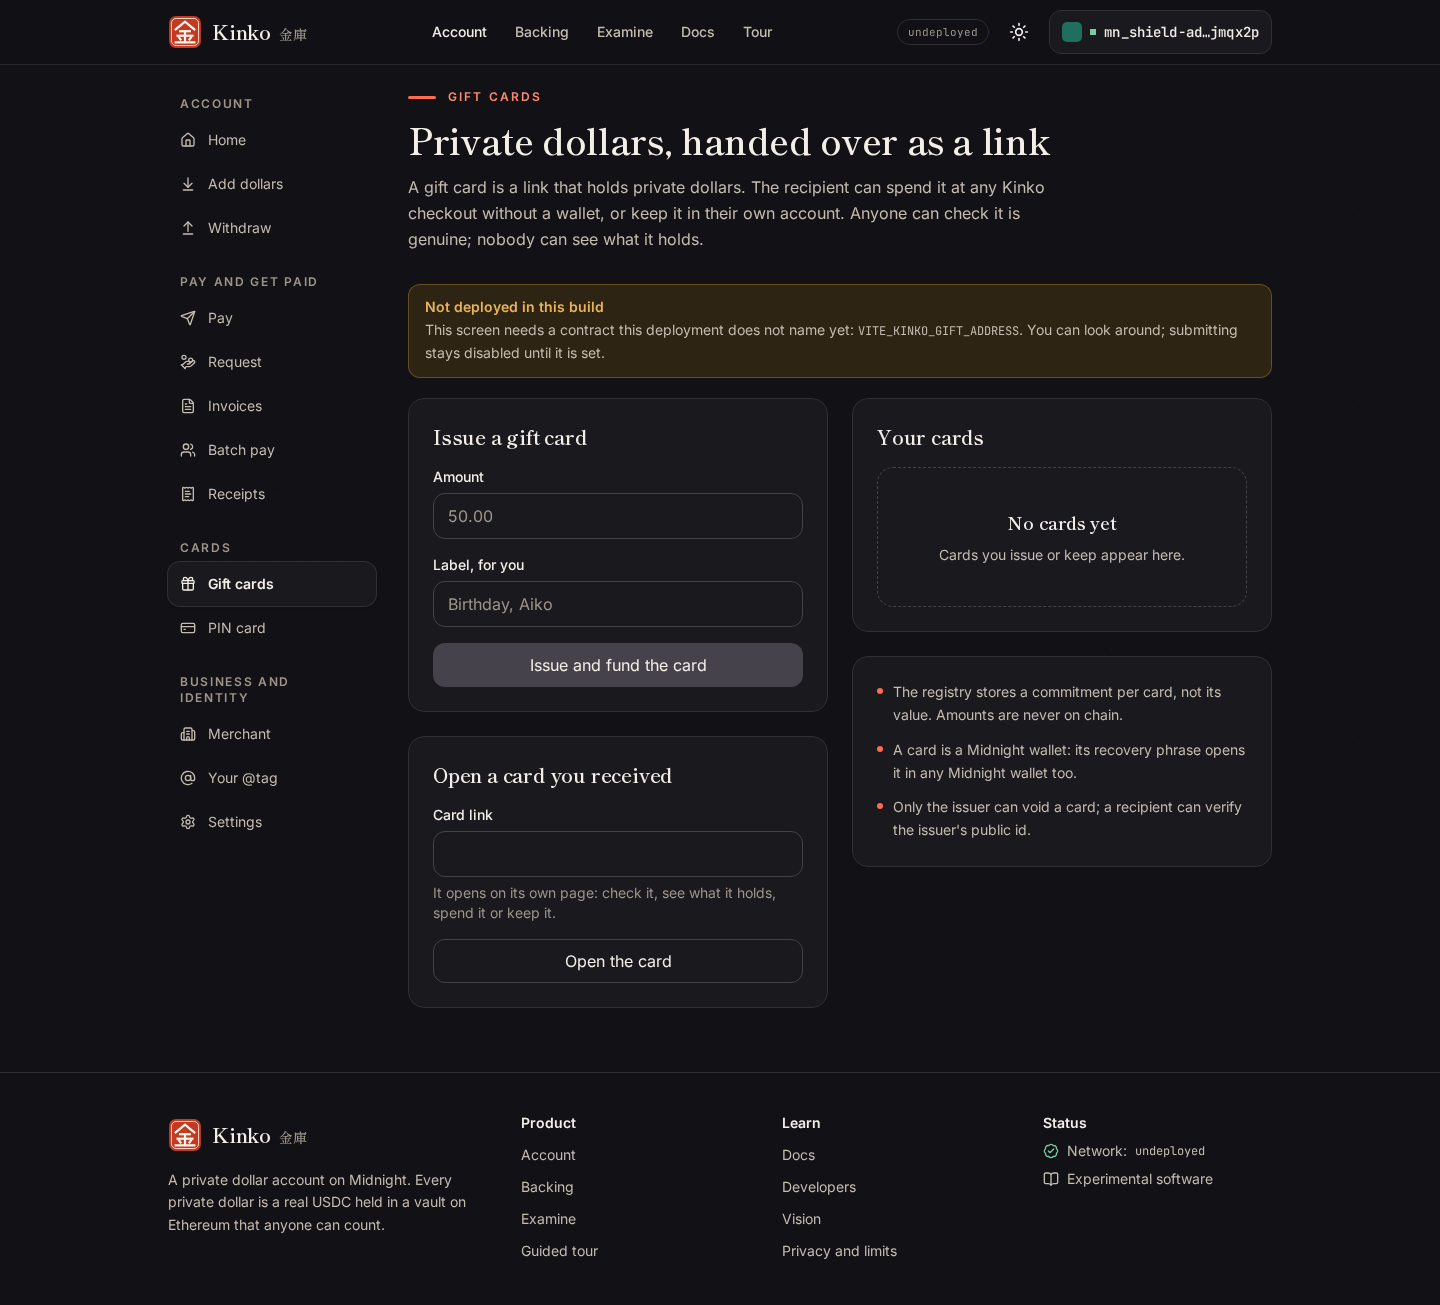 金 Kinko 金庫
Account Backing Examine Docs Tour
undeployed
mn_shield-ad…jmqx2p
ACCOUNT
Home
Add dollars
Withdraw
PAY AND GET PAID
Pay
Request
Invoices
Batch pay
Receipts
CARDS
Gift cards
PIN card
BUSINESS AND
IDENTITY
Merchant
Your @tag
Settings
GIFT CARDS
Private dollars, handed over as a link
A gift card is a link that holds private dollars. The recipient can spend it at any Kinko
checkout without a wallet, or keep it in their own account. Anyone can check it is
genuine; nobody can see what it holds.
Not deployed in this build
This screen needs a contract this deployment does not name yet: VITE_KINKO_GIFT_ADDRESS. You can look around; submitting
stays disabled until it is set.
Issue a gift card
Amount
50.00
Label, for you
Birthday, Aiko
Issue and fund the card
Open a card you received
Card link
It opens on its own page: check it, see what it holds,
spend it or keep it.
Open the card
Your cards
No cards yet
Cards you issue or keep appear here.
The registry stores a commitment per card, not its
value. Amounts are never on chain.
A card is a Midnight wallet: its recovery phrase opens
it in any Midnight wallet too.
Only the issuer can void a card; a recipient can verify
the issuer's public id.
金 Kinko 金庫
A private dollar account on Midnight. Every
private dollar is a real USDC held in a vault on
Ethereum that anyone can count.
Product
Account
Backing
Examine
Guided tour
Learn
Docs
Developers
Vision
Privacy and limits
Status
Network: undeployed
Experimental software